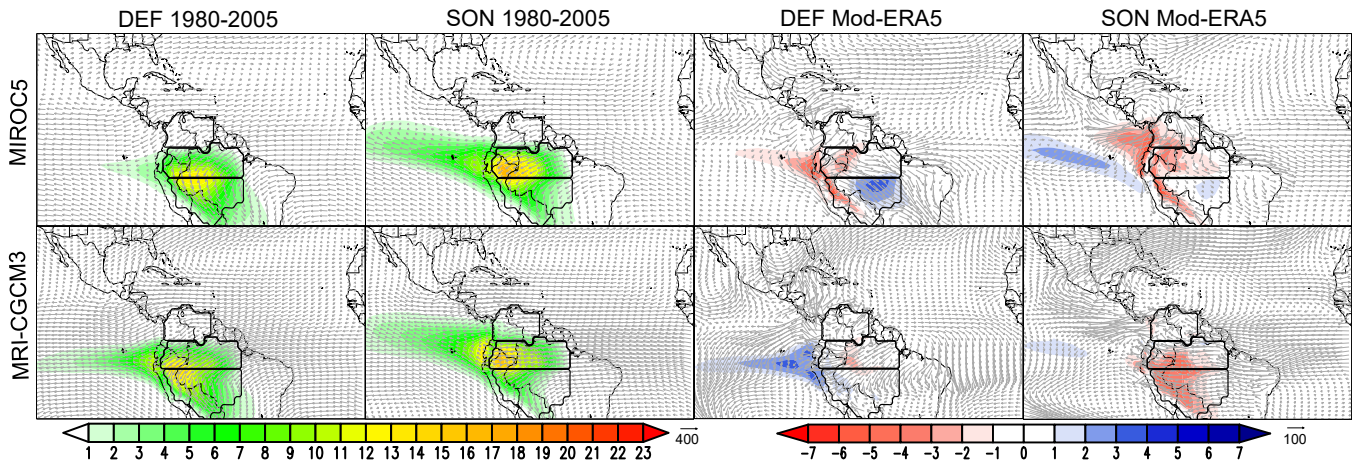 DEF 1980-2005 SON 1980-2005 DEF Mod-ERA5 SON Mod-ERA5
MIROC5
MRI-CGCM3
1 2 3 4 5 6 7 8 9 10 11 12 13 14 15 16 17 18 19 20 21 22 23 400 -7 -6 -5 -4 -3 -2 -1 0 1 2 3 4 5 6 7 100